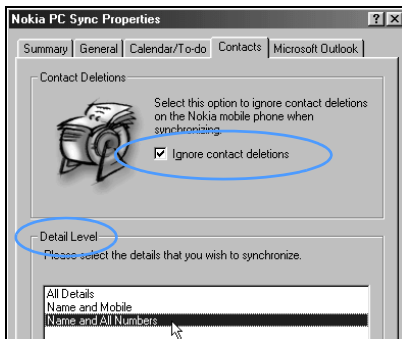 Nokia PC Sync Properties
Summary General Calendar/To-do Contacts Microsoft Outlook
Contact Deletions
Select this option to ignore contact deletions
on the Nokia mobile phone when
synchronizing.
Ignore contact deletions
Detail Level
Please select the details that you wish to synchronize.
All Details
Name and Mobile
Name and All Numbers